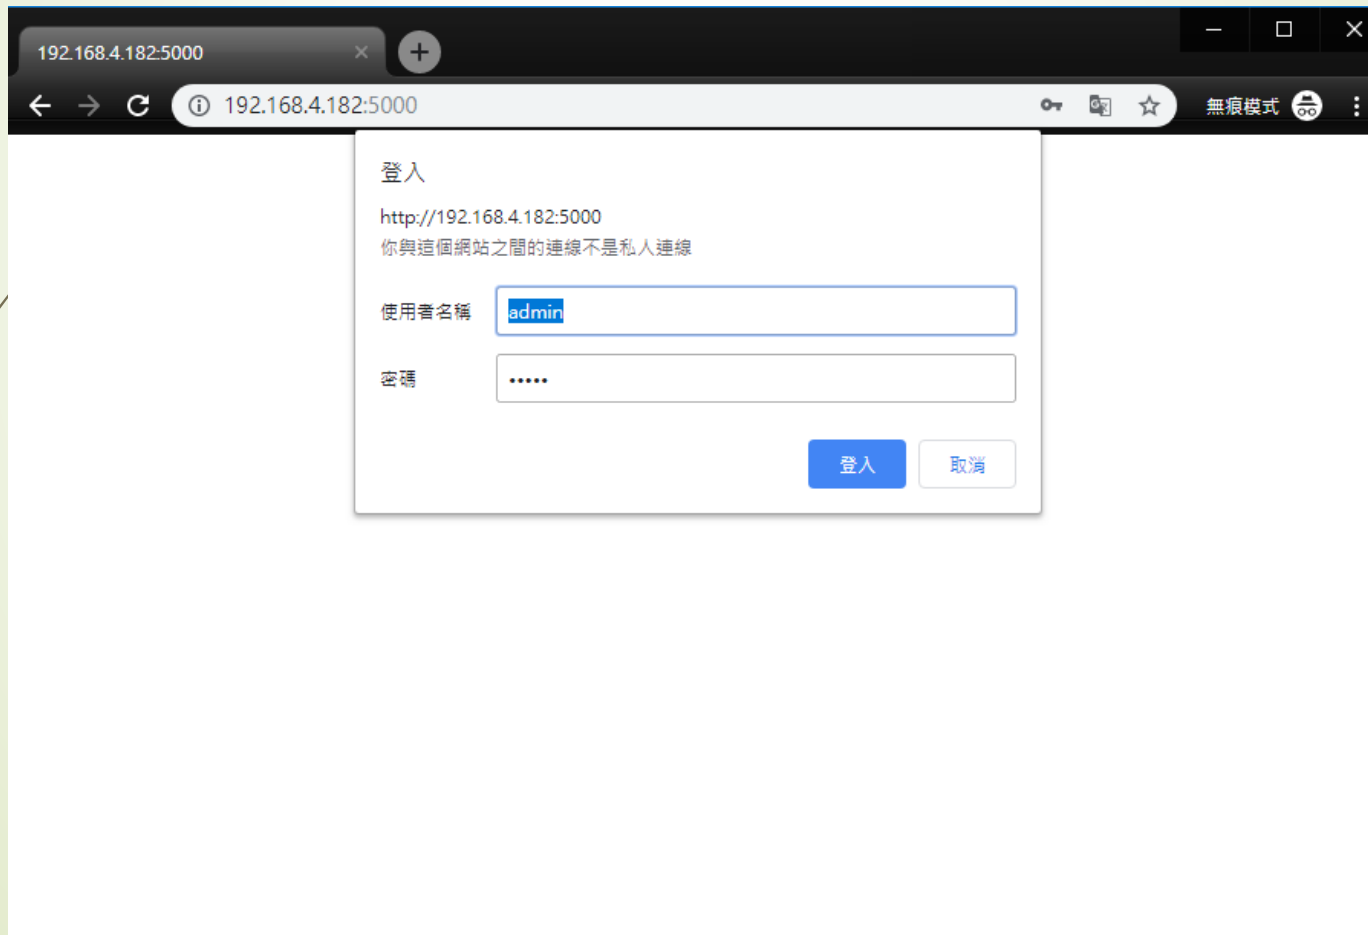 192.168.4.182:5000
192.168.4.182:5000
無痕模式
登入
http://192.168.4.182:5000
你與這個網站之間的連線不是私人連線
使用者名稱
admin
密碼
•••••
登入
取消